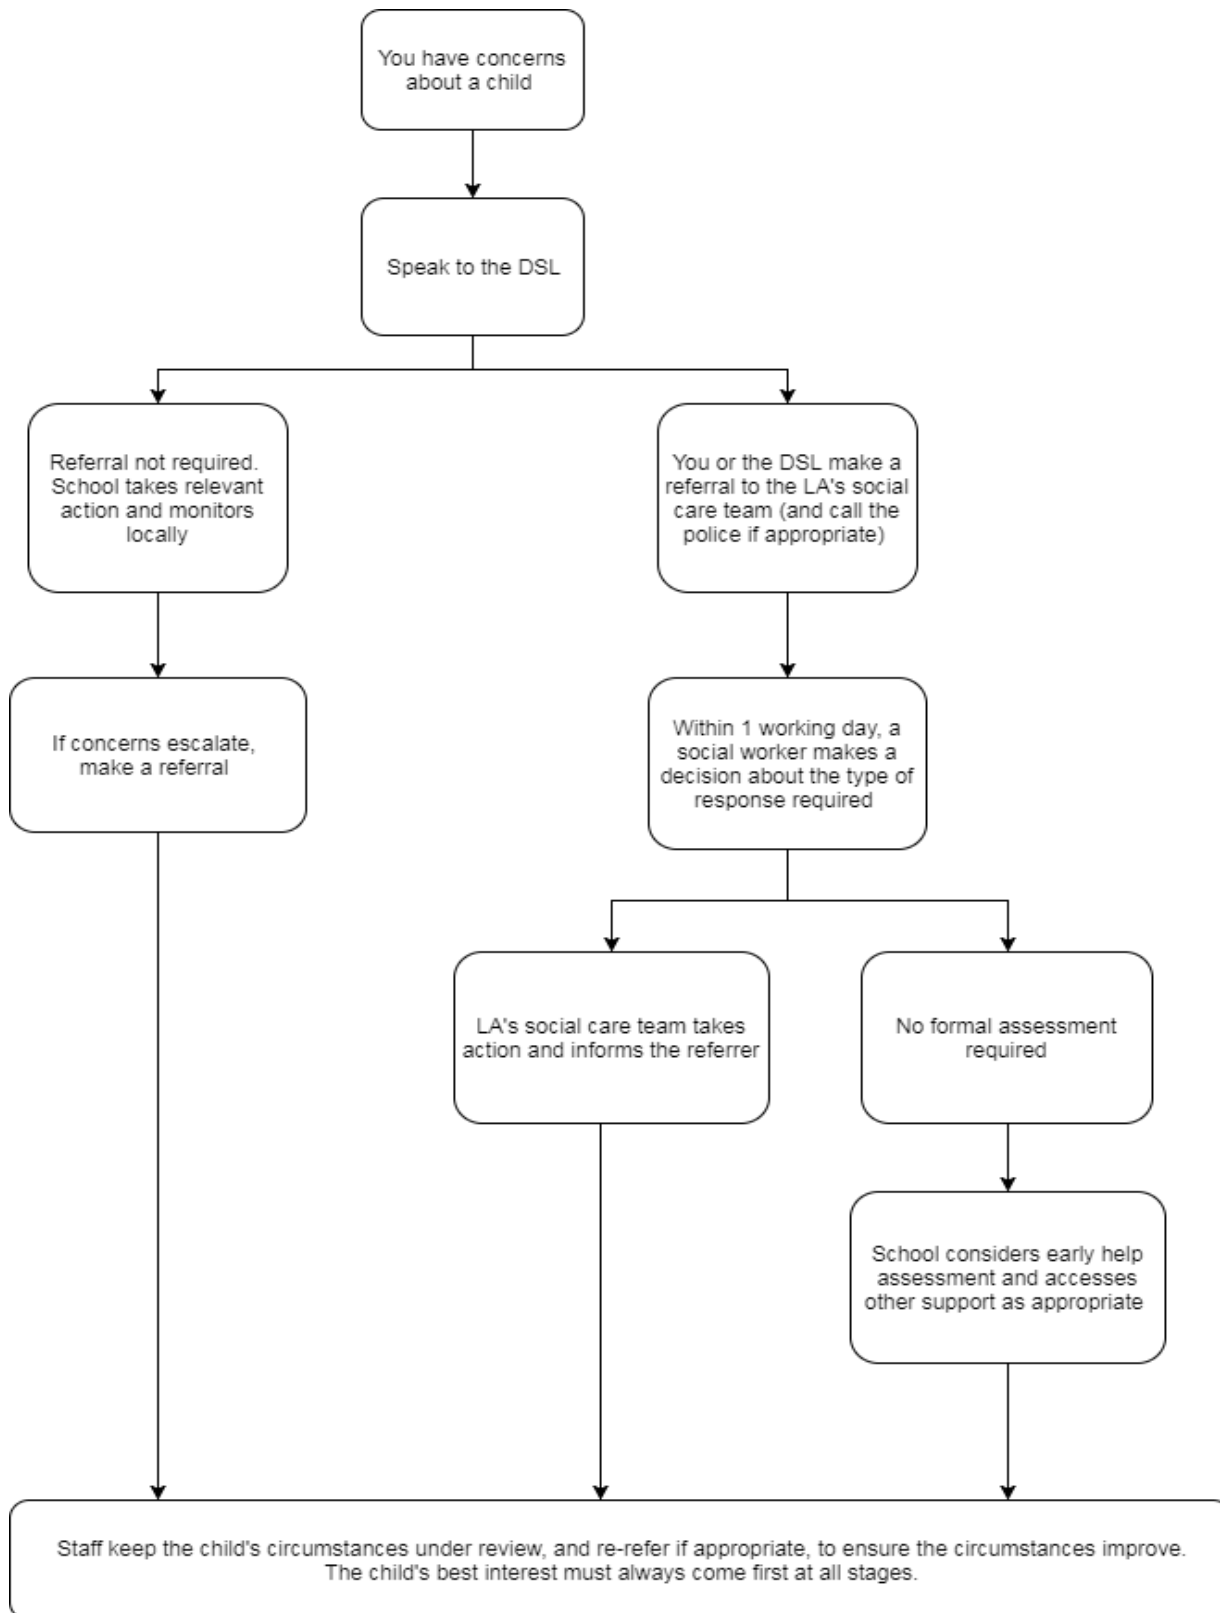 You have concerns
about a child
Speak to the DSL
Referral not required.
School takes relevant
action and monitors
locally
You or the DSL make a
referral to the LA's social
care team (and call the
police if appropriate)
If concerns escalate,
make a referral
Within 1 working day, a
social worker makes a
decision about the type of
response required
LA's social care team takes
action and informs the referrer
No formal assessment
required
School considers early help
assessment and accesses
other support as appropriate
Staff keep the child's circumstances under review, and re-refer if appropriate, to ensure the circumstances improve.
The child's best interest must always come first at all stages.